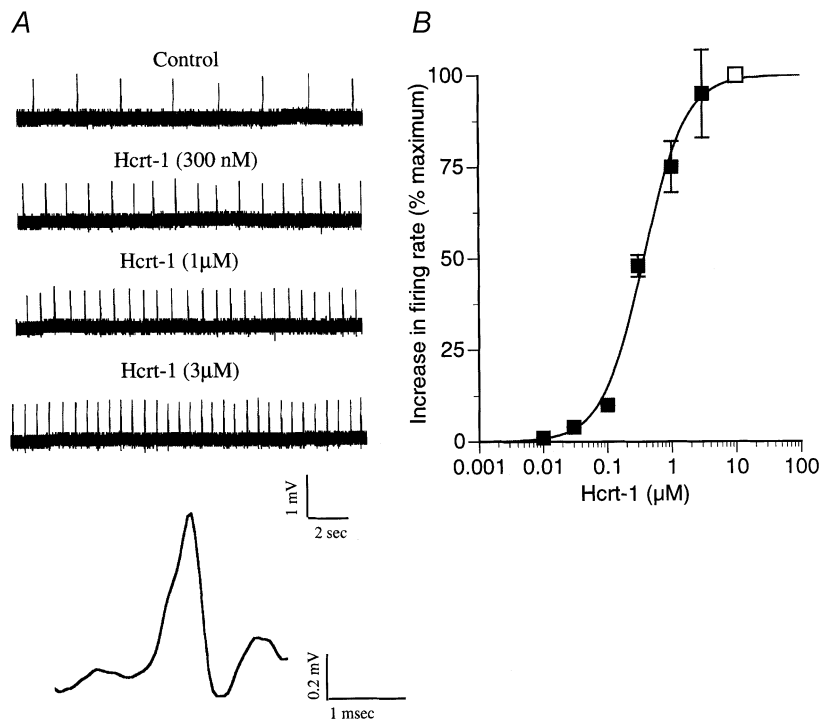 A
Control
Hcrt-1 (300 nM)
Hcrt-1 (1μM)
Hcrt-1 (3μM)
1 mV
2 sec
0.2 mV
1 msec
B
Increase in firing rate (% maximum)
100
75
50
25
0
0.001 0.01 0.1 1 10 100
Hcrt-1 (μM)